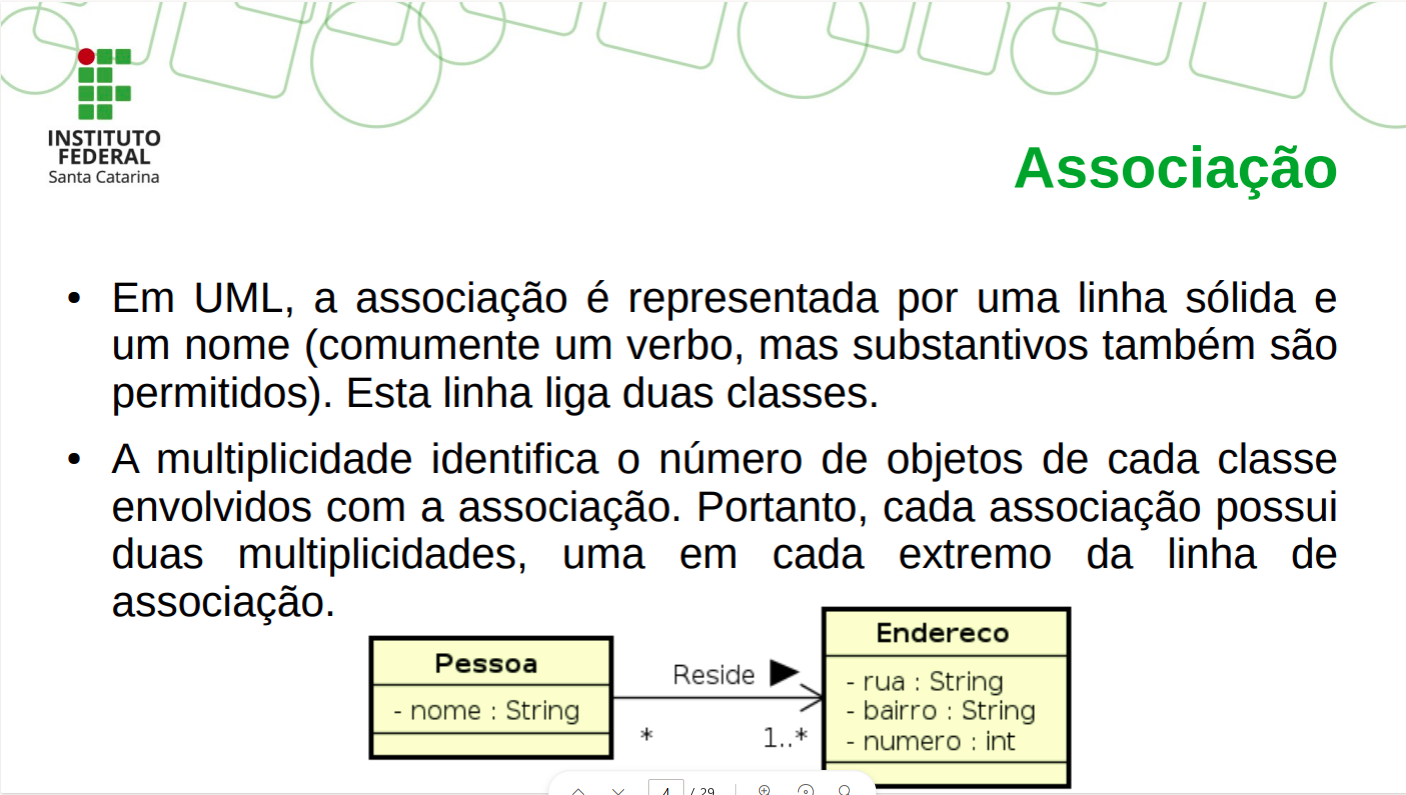 INSTITUTO
FEDERAL
Santa Catarina
Associação
• Em UML, a associação é representada por uma linha sólida e
um nome (comumente um verbo, mas substantivos também são
permitidos). Esta linha liga duas classes.
• A multiplicidade identifica o número de objetos de cada classe
envolvidos com a associação. Portanto, cada associação possui
duas multiplicidades, uma em cada extremo da linha de
associação.
Pessoa
- nome : String
Reside
*
1..*
Endereco
- rua : String
- bairro : String
- numero : int
4 / 29